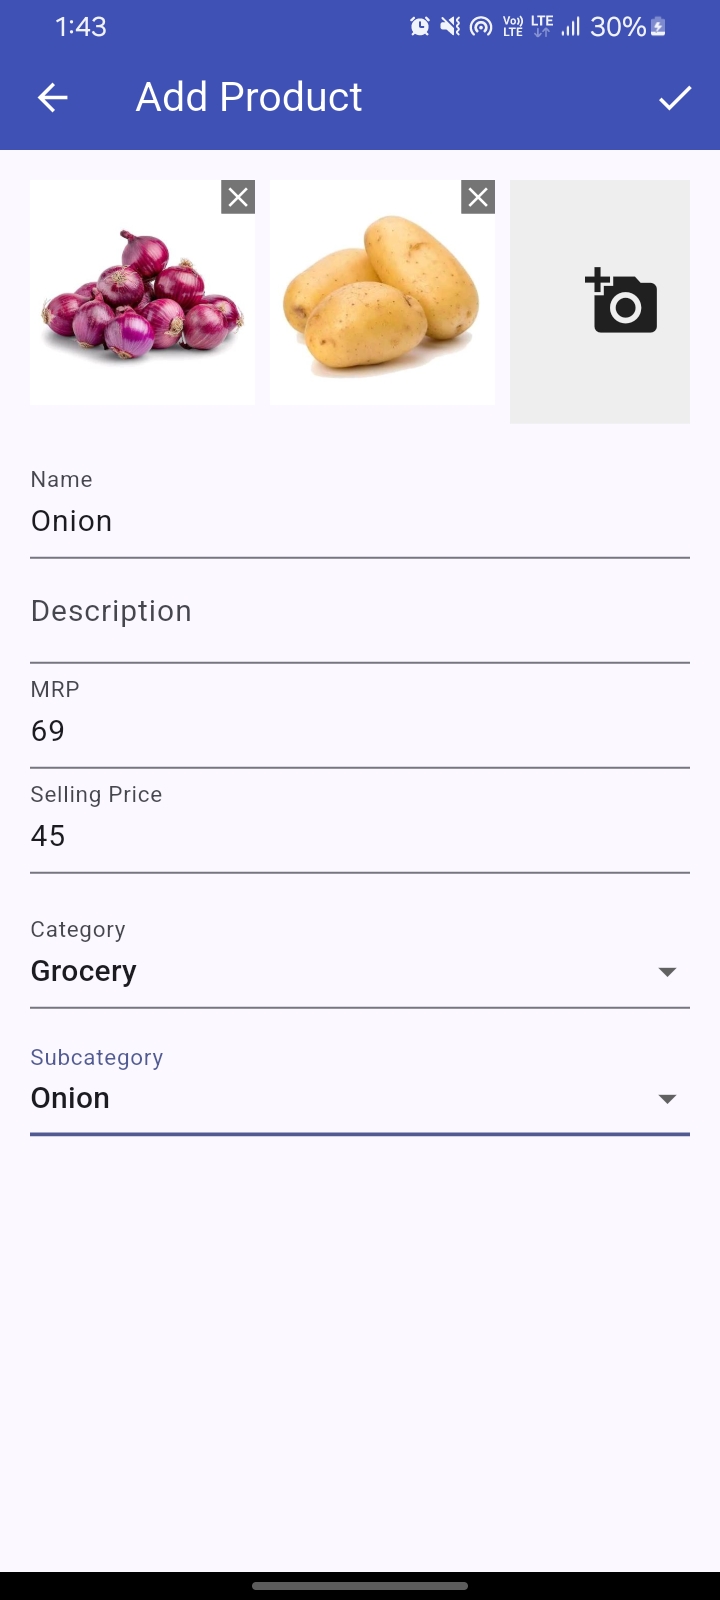 1:43 Vo)) LTE LTE 30%
Add Product
Name
Onion
Description
MRP
69
Selling Price
45
Category
Grocery
Subcategory
Onion